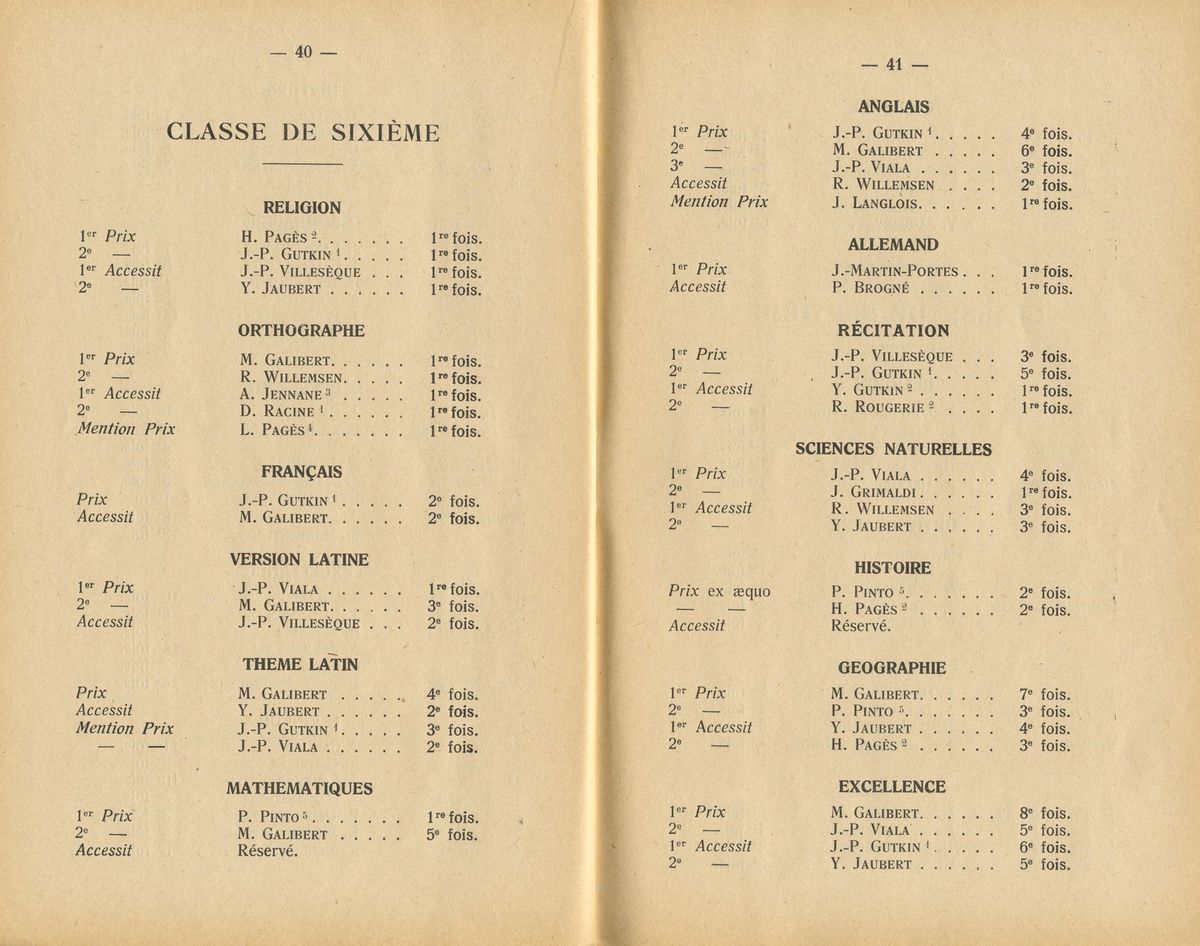 — 40 —
CLASSE DE SIXIÈME
RELIGION
1er Prix H. Pagès 2. . . . . . . 1re fois.
2e — J.-P. Gutkin 1. . . . . 1re fois.
1er Accessit J.-P. Villesèque . . . 1re fois.
2e — Y. Jaubert . . . . . . 1re fois.
ORTHOGRAPHE
1er Prix M. Galibert. . . . . . 1re fois.
2e — R. Willemsen. . . . . 1re fois.
1er Accessit A. Jennane 3 . . . . . 1re fois.
2e — D. Racine 1 . . . . . . 1re fois.
Mention Prix L. Pagès 4. . . . . . . 1re fois.
FRANÇAIS
Prix J.-P. Gutkin 1 . . . . . 2e fois.
Accessit M. Galibert. . . . . . 2e fois.
VERSION LATINE
1er Prix J.-P. Viala . . . . . . 1re fois.
2e — M. Galibert. . . . . . 3e fois.
Accessit J.-P. Villesèque . . . 2e fois.
THEME LATIN
Prix M. Galibert . . . . . 4e fois.
Accessit Y. Jaubert . . . . . . 2e fois.
Mention Prix J.-P. Gutkin 1. . . . . 3e fois.
— — J.-P. Viala . . . . . . 2e fois.
MATHEMATIQUES
1er Prix P. Pinto 5 . . . . . . . 1re fois.
2e — M. Galibert . . . . . 5e fois.
Accessit Réservé.
— 41 —
ANGLAIS
1er Prix J.-P. Gutkin 1. . . . . 4e fois.
2e — M. Galibert . . . . . 6e fois.
3e — J.-P. Viala . . . . . . 3e fois.
Accessit R. Willemsen . . . . 2e fois.
Mention Prix J. Langlois. . . . . . 1re fois.
ALLEMAND
1er Prix J.-Martin-Portes . . . 1re fois.
Accessit P. Brogné . . . . . . 1re fois.
RÉCITATION
1er Prix J.-P. Villesèque . . . 3e fois.
2e — J.-P. Gutkin 1. . . . . 5e fois.
1er Accessit Y. Gutkin 2 . . . . . . 1re fois.
2e — R. Rougerie 2 . . . . 1re fois.
SCIENCES NATURELLES
1er Prix J.-P. Viala . . . . . . 4e fois.
2e — J. Grimaldi . . . . . . 1re fois.
1er Accessit R. Willemsen . . . . 3e fois.
2e — Y. Jaubert . . . . . . 3e fois.
HISTOIRE
Prix ex æquo P. Pinto 5. . . . . . . 2e fois.
— — H. Pagès 2 . . . . . . 2e fois.
Accessit Réservé.
GEOGRAPHIE
1er Prix M. Galibert. . . . . . 7e fois.
2e — P. Pinto 5. . . . . . . 3e fois.
1er Accessit Y. Jaubert . . . . . . 4e fois.
2e — H. Pagès 2 . . . . . . 3e fois.
EXCELLENCE
1er Prix M. Galibert. . . . . . 8e fois.
2e — J.-P. Viala . . . . . . 5e fois.
1er Accessit J.-P. Gutkin 1 . . . . . 6e fois.
2e — Y. Jaubert . . . . . . 5e fois.